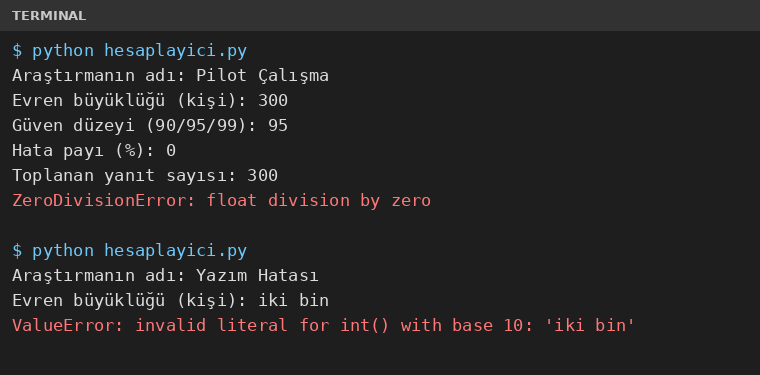 TERMINAL
$ python hesaplayici.py
Araştırmanın adı: Pilot Çalışma
Evren büyüklüğü (kişi): 300
Güven düzeyi (90/95/99): 95
Hata payı (%): 0
Toplanan yanıt sayısı: 300
ZeroDivisionError: float division by zero
$ python hesaplayici.py
Araştırmanın adı: Yazım Hatası
Evren büyüklüğü (kişi): iki bin
ValueError: invalid literal for int() with base 10: 'iki bin'